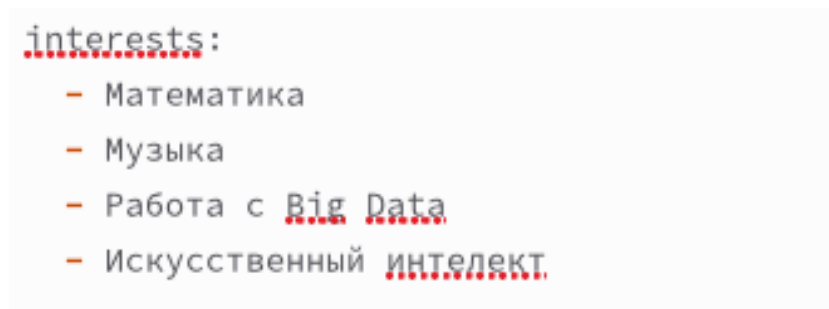 interests:
- Математика
- Музыка
- Работа с Big Data
- Искусственный интелект